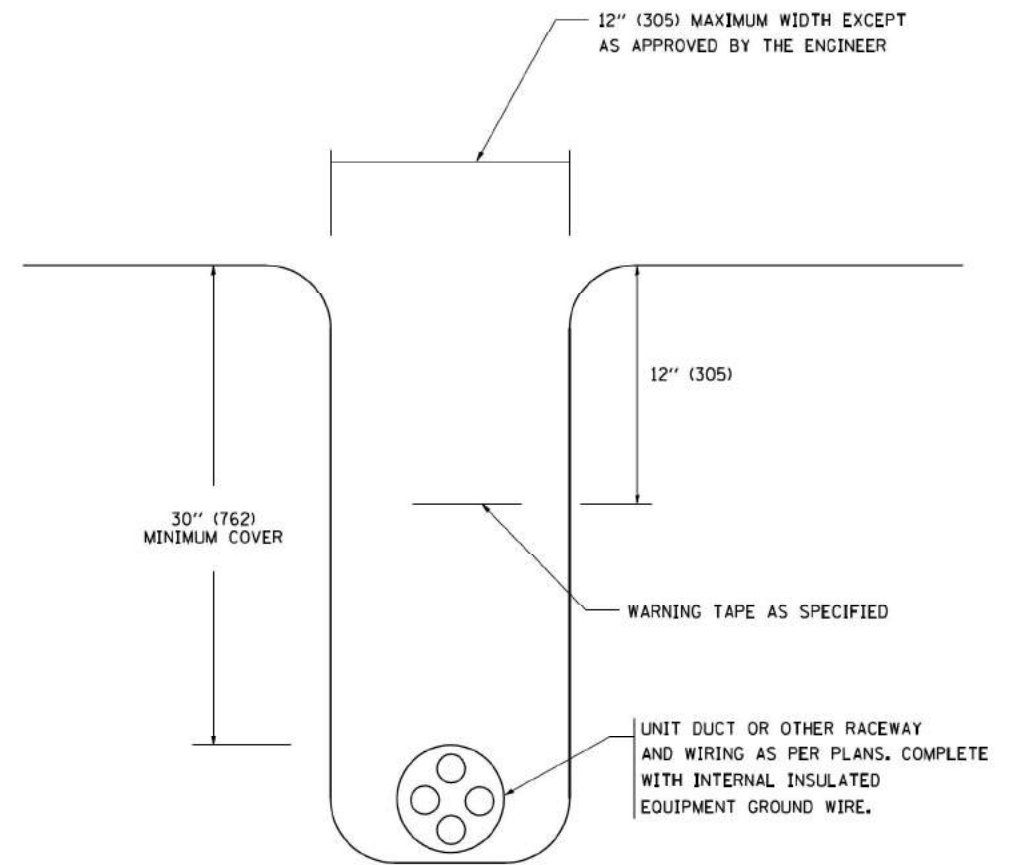 12′′ (305) MAXIMUM WIDTH EXCEPT
AS APPROVED BY THE ENGINEER
12′′ (305)
30′′ (762)
MINIMUM COVER
WARNING TAPE AS SPECIFIED
UNIT DUCT OR OTHER RACEWAY
AND WIRING AS PER PLANS. COMPLETE
WITH INTERNAL INSULATED
EQUIPMENT GROUND WIRE.